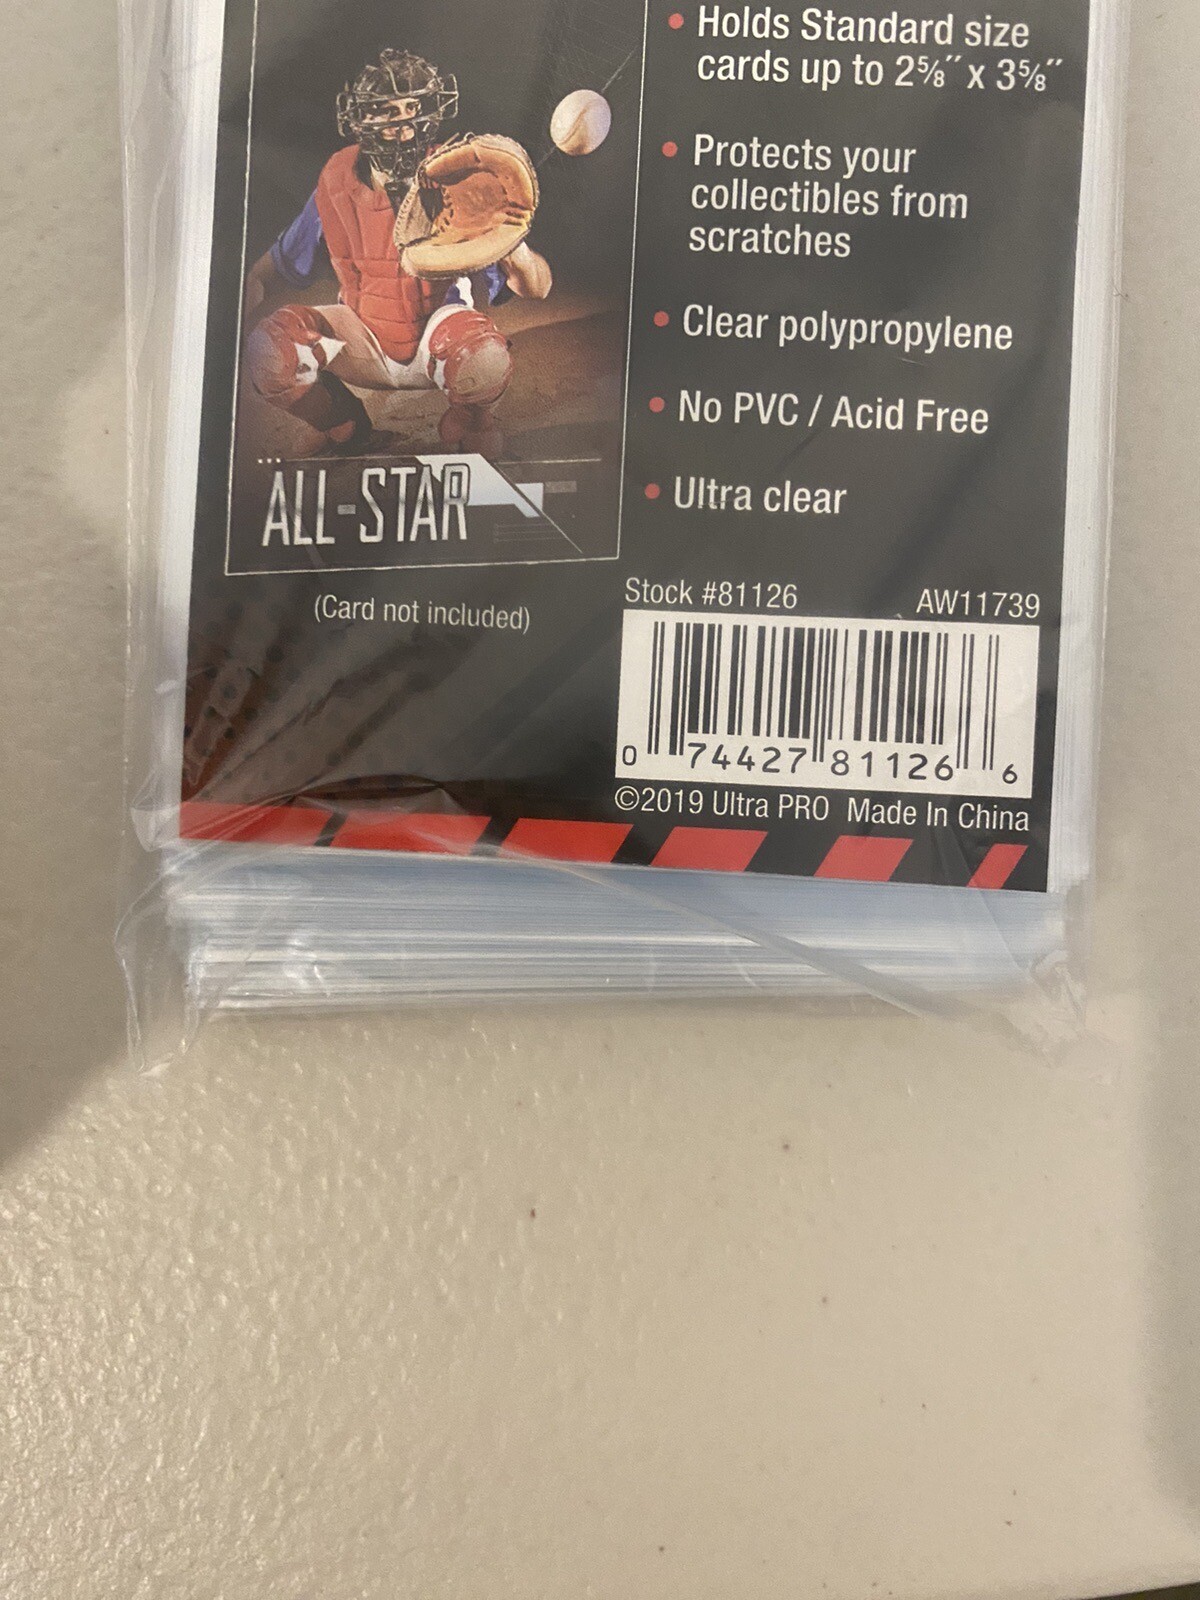 • Holds Standard size
cards up to 2⅝″ x 3⅝″
• Protects your
collectibles from
scratches
• Clear polypropylene
• No PVC / Acid Free
• Ultra clear
ALL-STAR
(Card not included)
Stock #81126 AW11739
0 74427 81126 6
©2019 Ultra PRO Made In China